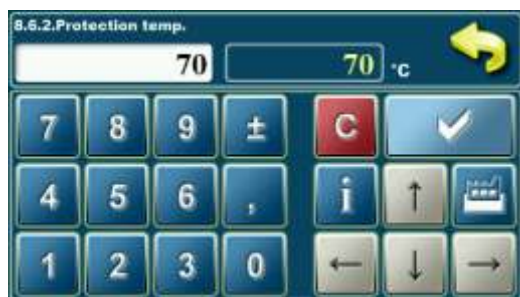 8.6.2.Protection temp.
70 70 °C
7 8 9 ± C
4 5 6 , i ↑
1 2 3 0 ← ↓ →